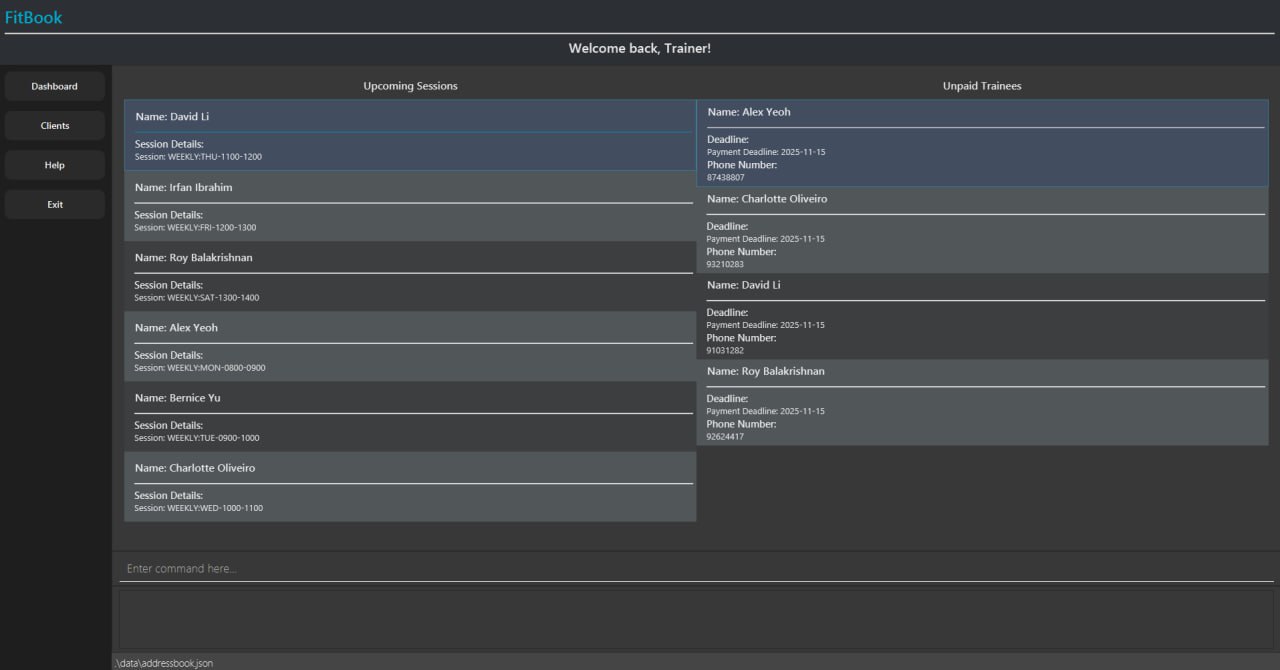 FitBook
Welcome back, Trainer!
Dashboard
Clients
Help
Exit
Upcoming Sessions
Name: David Li
Session Details:
Session: WEEKLY:THU-1100-1200
Name: Irfan Ibrahim
Session Details:
Session: WEEKLY:FRI-1200-1300
Name: Roy Balakrishnan
Session Details:
Session: WEEKLY:SAT-1300-1400
Name: Alex Yeoh
Session Details:
Session: WEEKLY:MON-0800-0900
Name: Bernice Yu
Session Details:
Session: WEEKLY:TUE-0900-1000
Name: Charlotte Oliveiro
Session Details:
Session: WEEKLY:WED-1000-1100
Unpaid Trainees
Name: Alex Yeoh
Deadline:
Payment Deadline: 2025-11-15
Phone Number:
87438807
Name: Charlotte Oliveiro
Deadline:
Payment Deadline: 2025-11-15
Phone Number:
93210283
Name: David Li
Deadline:
Payment Deadline: 2025-11-15
Phone Number:
91031282
Name: Roy Balakrishnan
Deadline:
Payment Deadline: 2025-11-15
Phone Number:
92624417
Enter command here...
.\data\addressbook.json